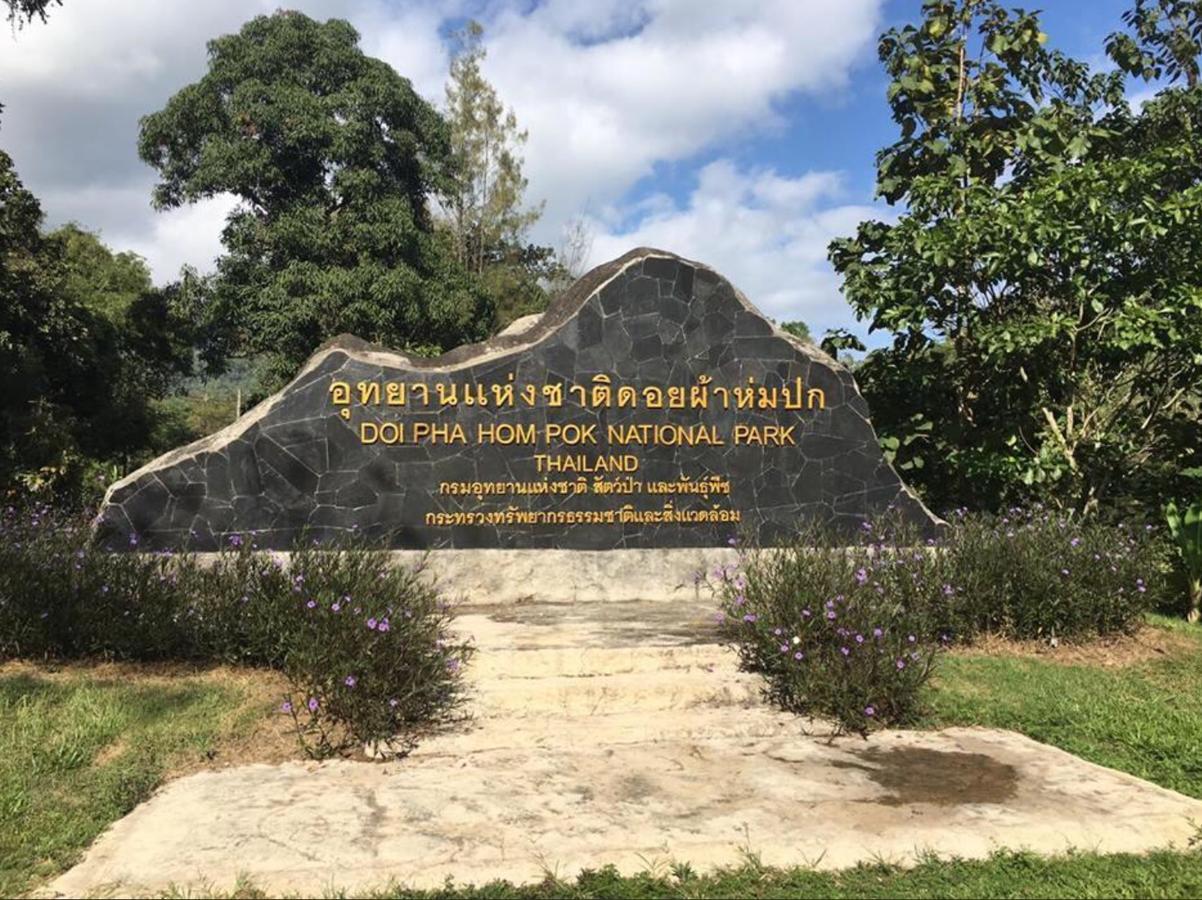 อุทยานแห่งชาติดอยผ้าห่มปก
DOI PHA HOM POK NATIONAL PARK
THAILAND
กรมอุทยานแห่งชาติ สัตว์ป่า และพันธุ์พืช
กระทรวงทรัพยากรธรรมชาติและสิ่งแวดล้อม